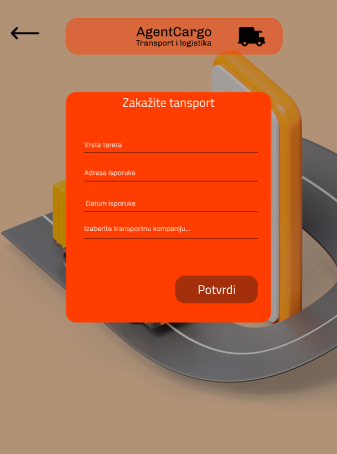 AgentCargo
Transport i logistika
Zakažite tansport
Vrsta tereta
Adresa isporuke
Datum isporuke
Izaberite transportnu kompaniju...
Potvrdi